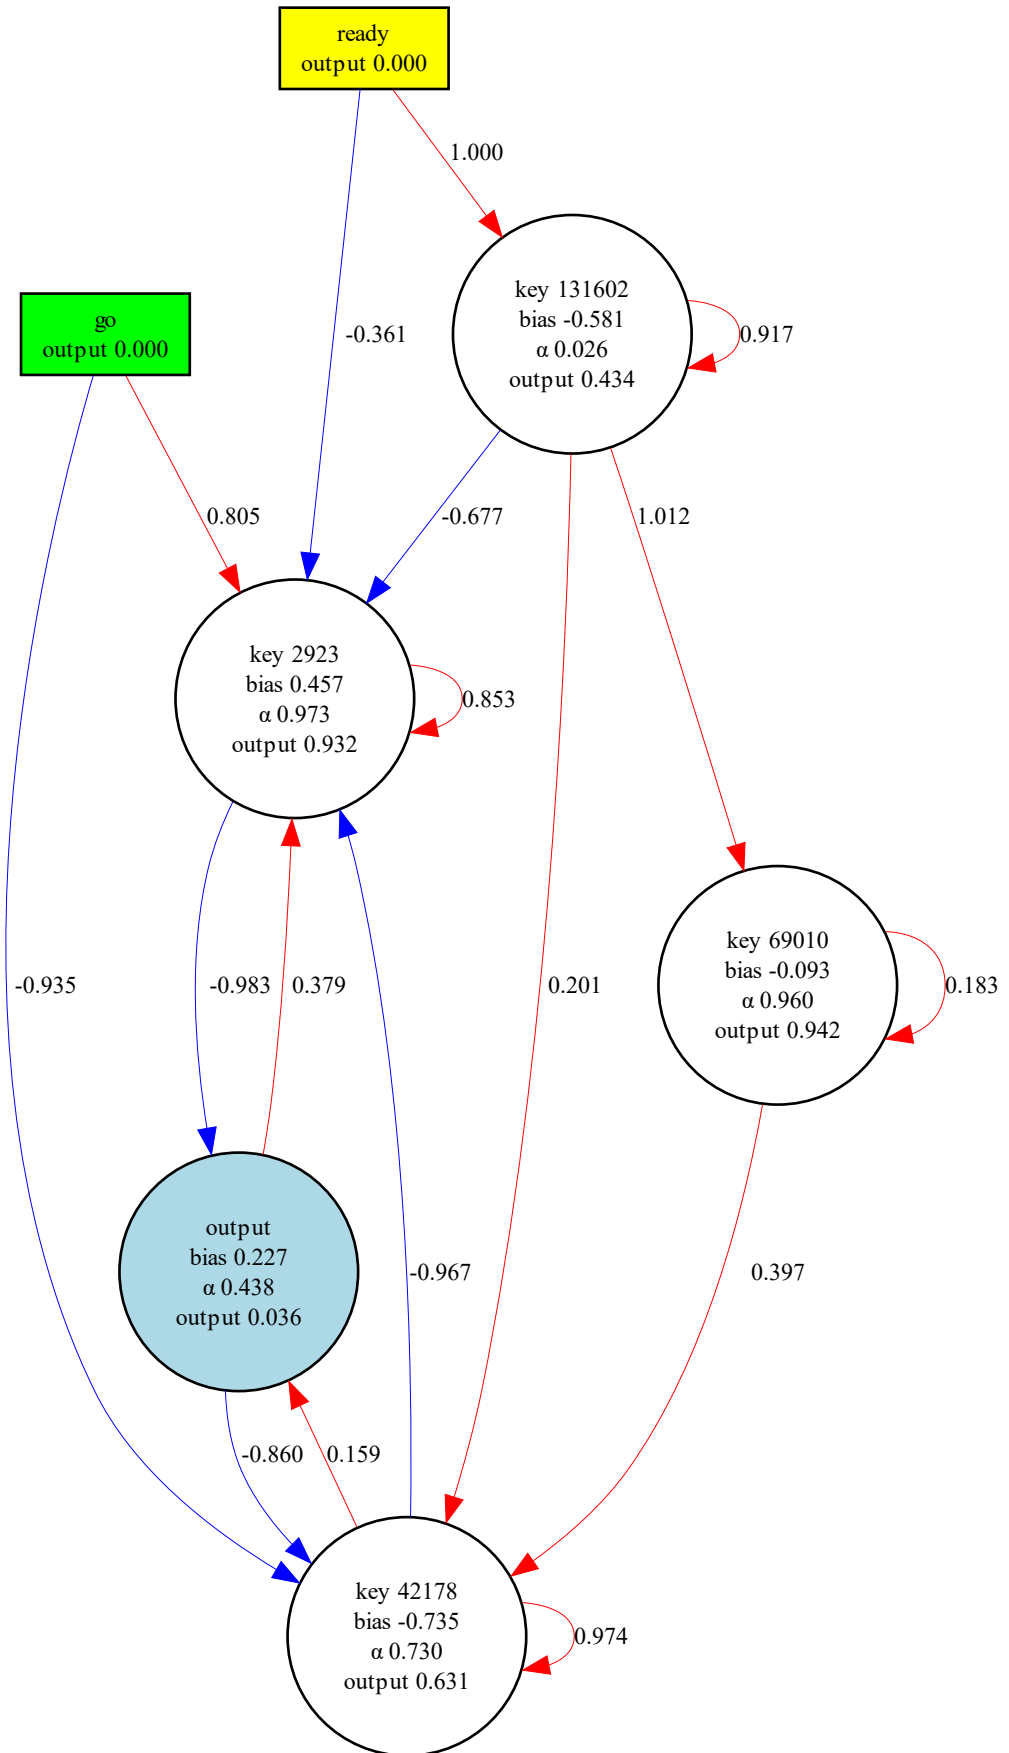 ready
output 0.000
1.000
key 131602
bias -0.581
α 0.026
output 0.434
0.917
-0.361
go
output 0.000
0.805
-0.677
1.012
key 2923
bias 0.457
α 0.973
output 0.932
0.853
key 69010
bias -0.093
α 0.960
output 0.942
0.183
-0.935
-0.983
0.379
0.201
output
bias 0.227
α 0.438
output 0.036
-0.967
0.397
-0.860
0.159
key 42178
bias -0.735
α 0.730
output 0.631
0.974